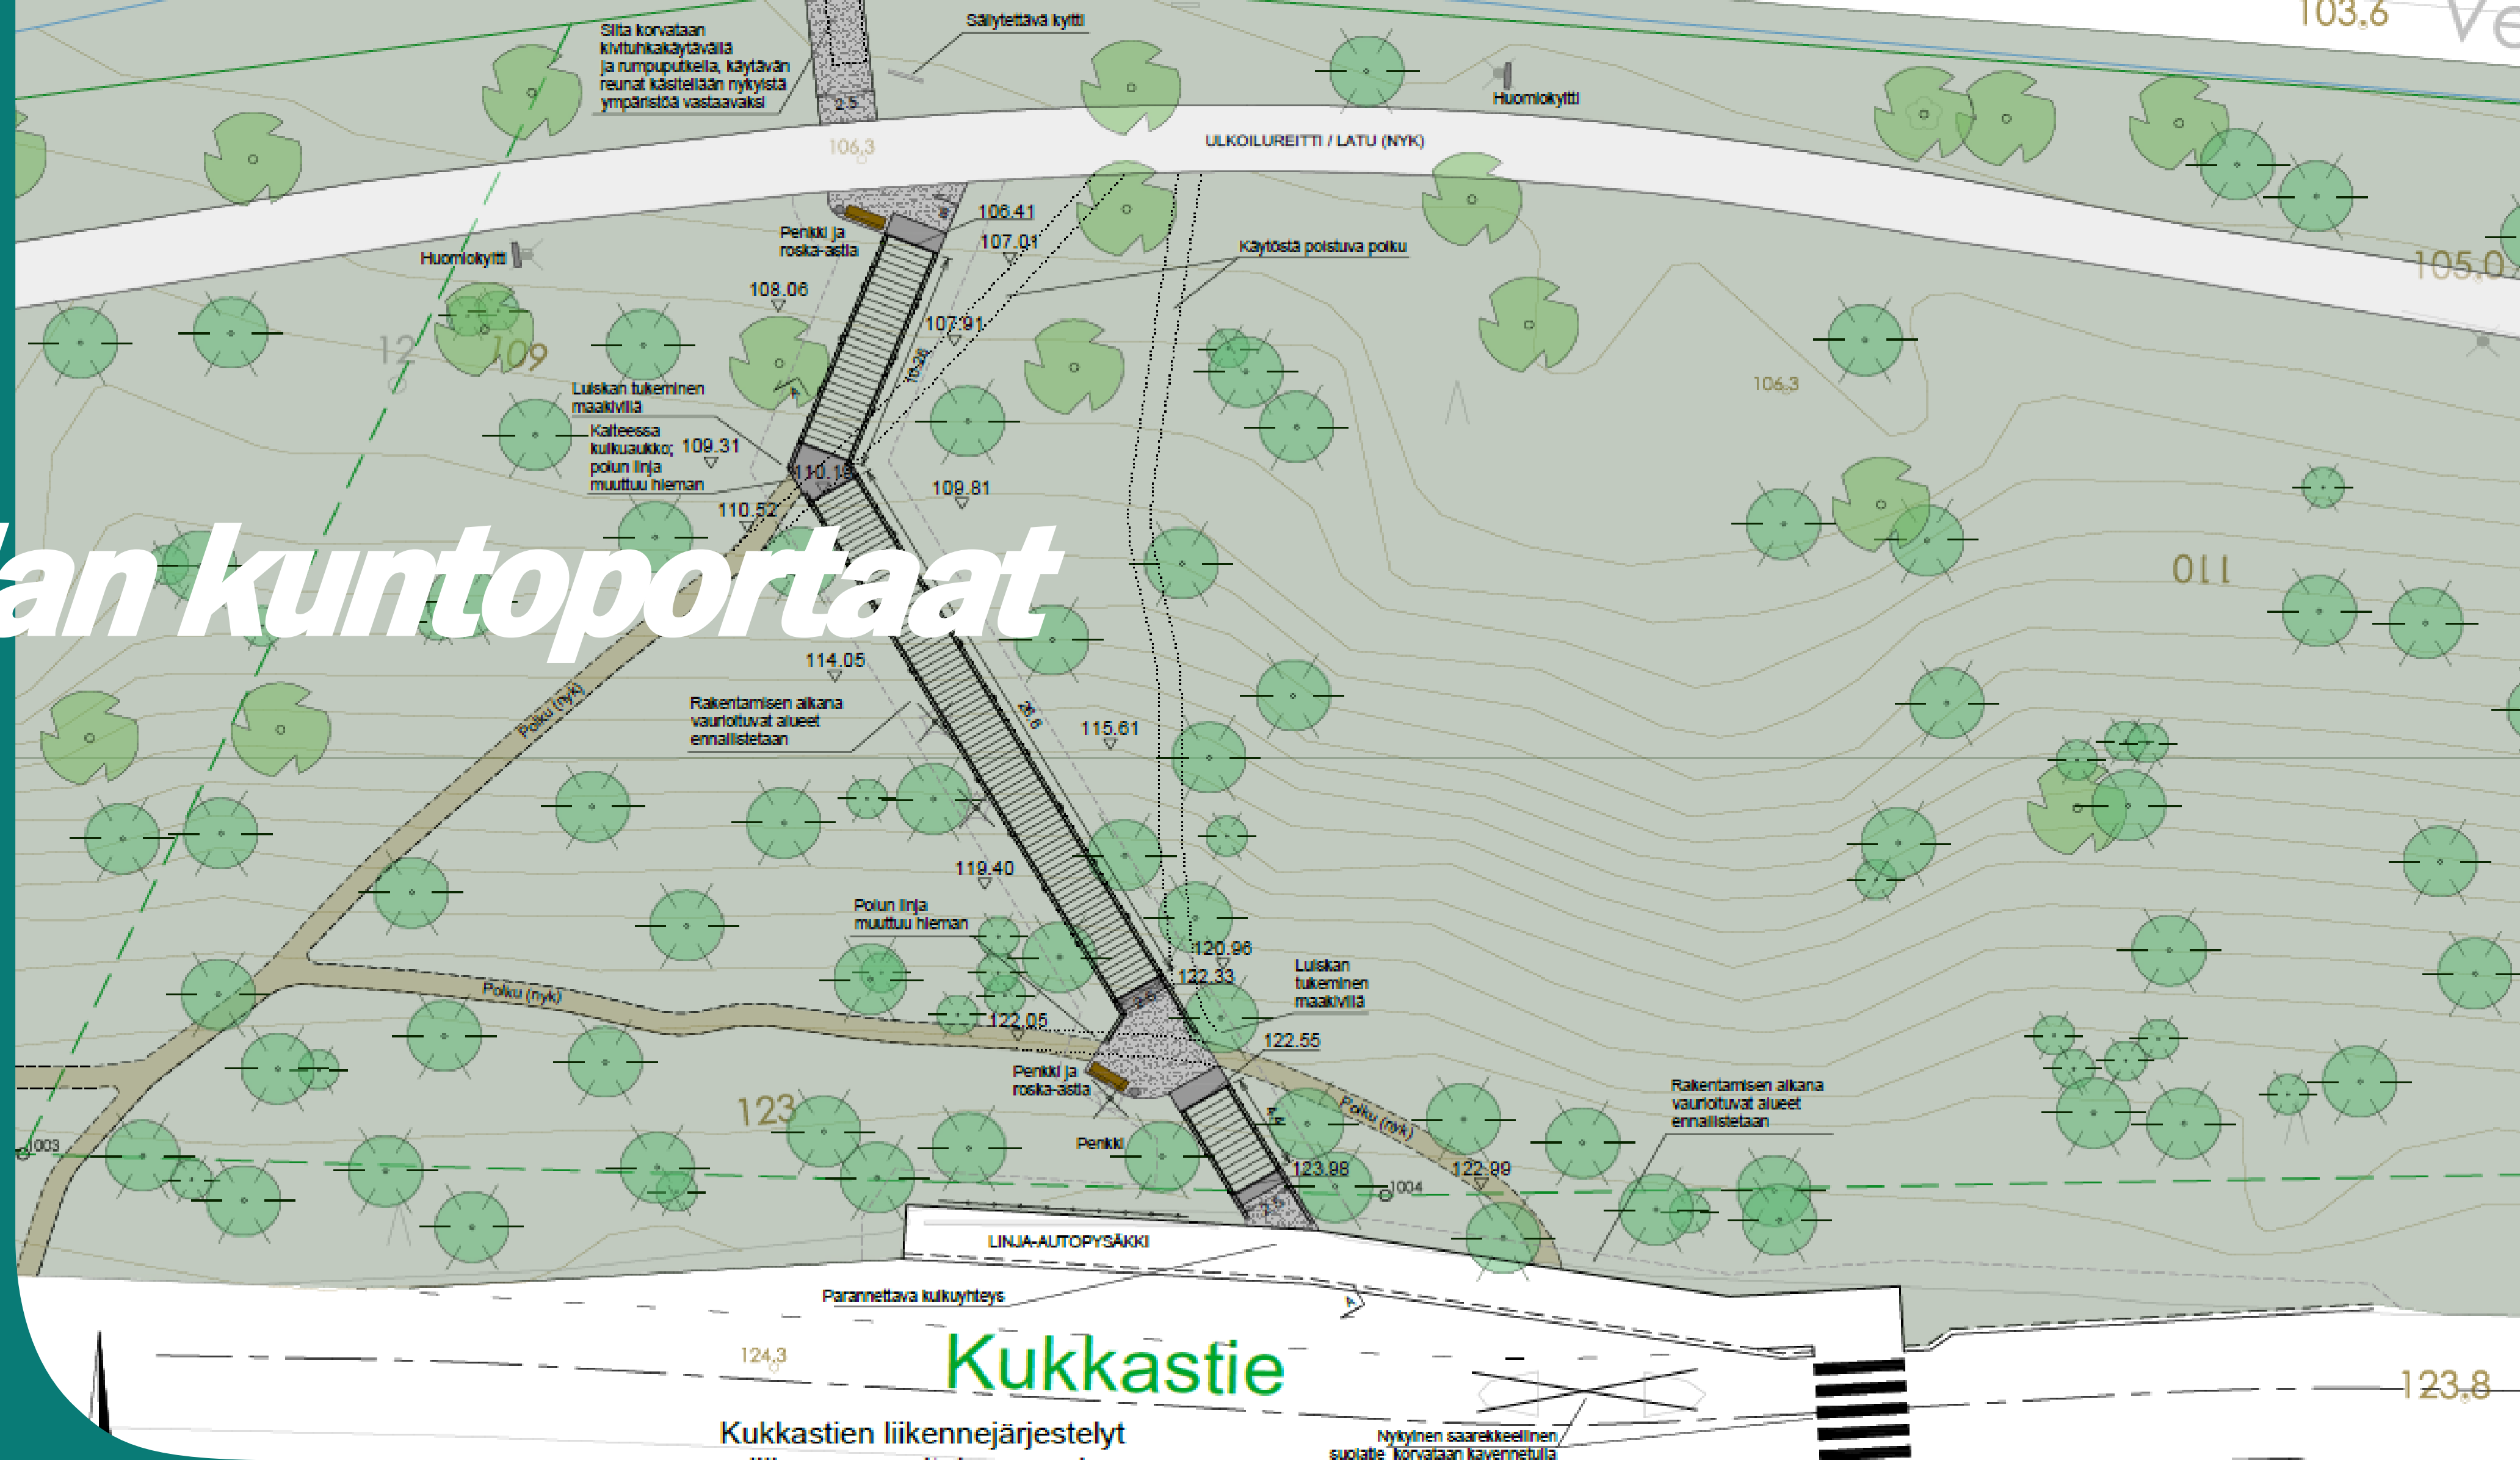 103,6
Silta korvataan
kivituhkakäytävällä
ja rumpuputkella, käytävän
reunat käsitellään nykyistä
ympäristöä vastaavaksi
Säilytettävä kyltti
Huomiokyltti
2.5
106,3
ULKOILUREITTI / LATU (NYK)
106.41
Penkki ja
roska-astia
107.01
Käytöstä poistuva polku
Huomiokyltti
105,0
108.06
107.91
12
109
106,3
Luiskan tukeminen
maakivillä
A
Kaiteessa
kulkuaukko;
polun linja
muuttuu hieman
109.31
109.81
110.52
110
kuntoportaat
114.05
Polku (nyk)
Rakentamisen aikana
vaurioituvat alueet
ennallistetaan
115.61
119.40
Polun linja
muuttuu hieman
120.96
122.33
Luiskan
tukeminen
maakivillä
Polku (nyk)
122.05
122.55
Penkki ja
roska-astia
Rakentamisen aikana
vaurioituvat alueet
ennallistetaan
123
Polku (nyk)
Penkki
1003
123.98
122.99
1004
LINJA-AUTOPYSÄKKI
Parannettava kulkuyhteys
A
Kukkastie
124,3
123,8
Kukkastien liikennejärjestelyt
Nykyinen saarekkeellinen
suojatie korvataan kavennetulla